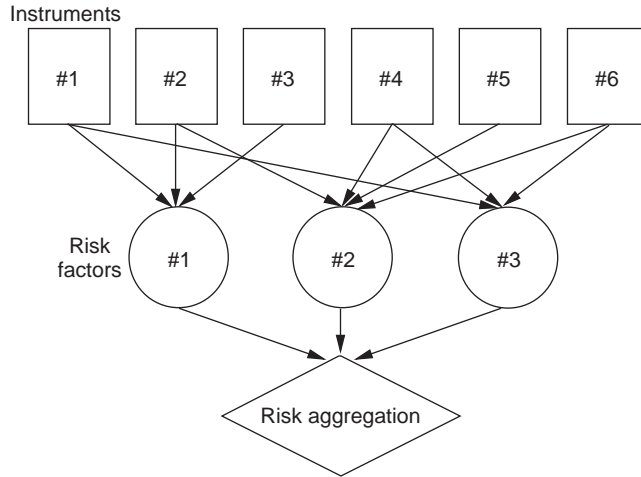 Instruments
#1
#2
#3
#4
#5
#6
Risk
factors
#1
#2
#3
Risk aggregation